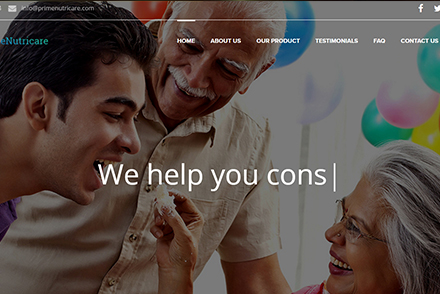 info@primenutricare.com
eNutricare
HOME ABOUT US OUR PRODUCT TESTIMONIALS FAQ CONTACT US
We help you cons|